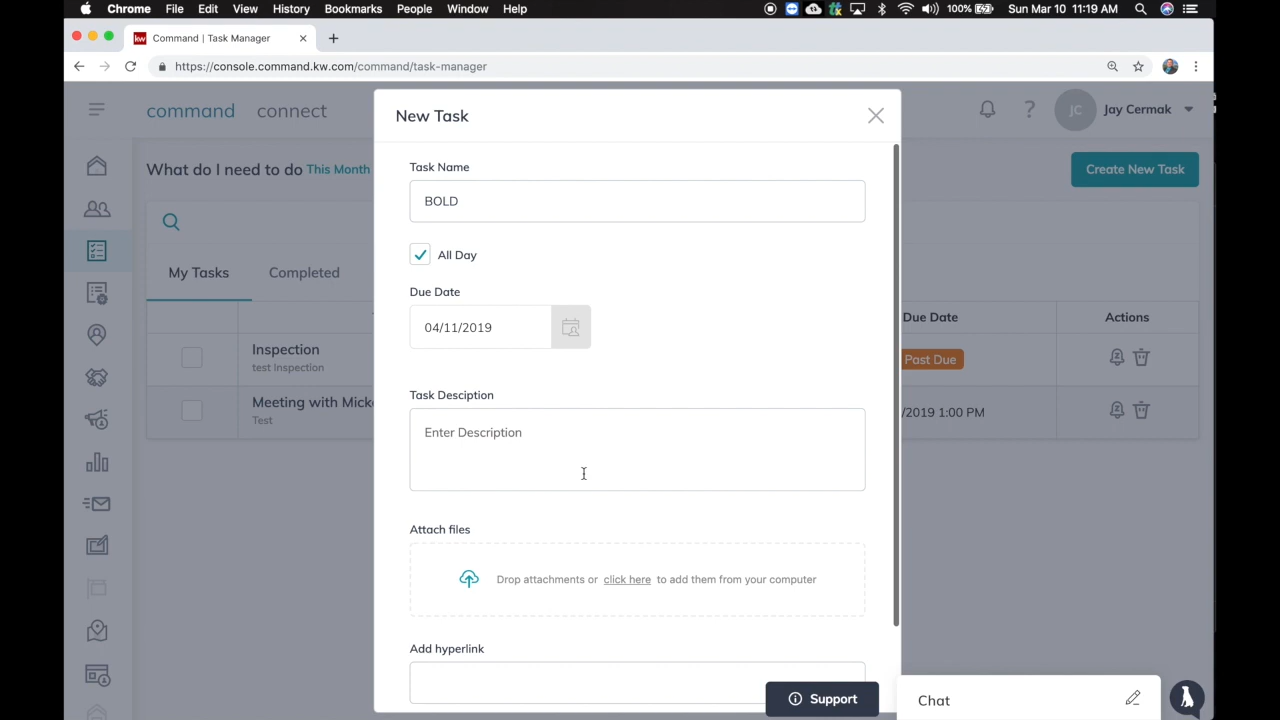 Chrome File Edit View History Bookmarks People Window Help 100% Sun Mar 10 11:19 AM
kw Command | Task Manager
https://console.command.kw.com/command/task-manager
command connect
New Task
JC Jay Cermak
What do I need to do This Month
Create New Task
Task Name
BOLD
All Day
My Tasks Completed
Due Date
04/11/2019
Due Date Actions
Inspection
test Inspection
Past Due
Meeting with Micke
Test
/2019 1:00 PM
Task Desciption
Enter Description
Attach files
Drop attachments or click here to add them from your computer
Add hyperlink
Support
Chat